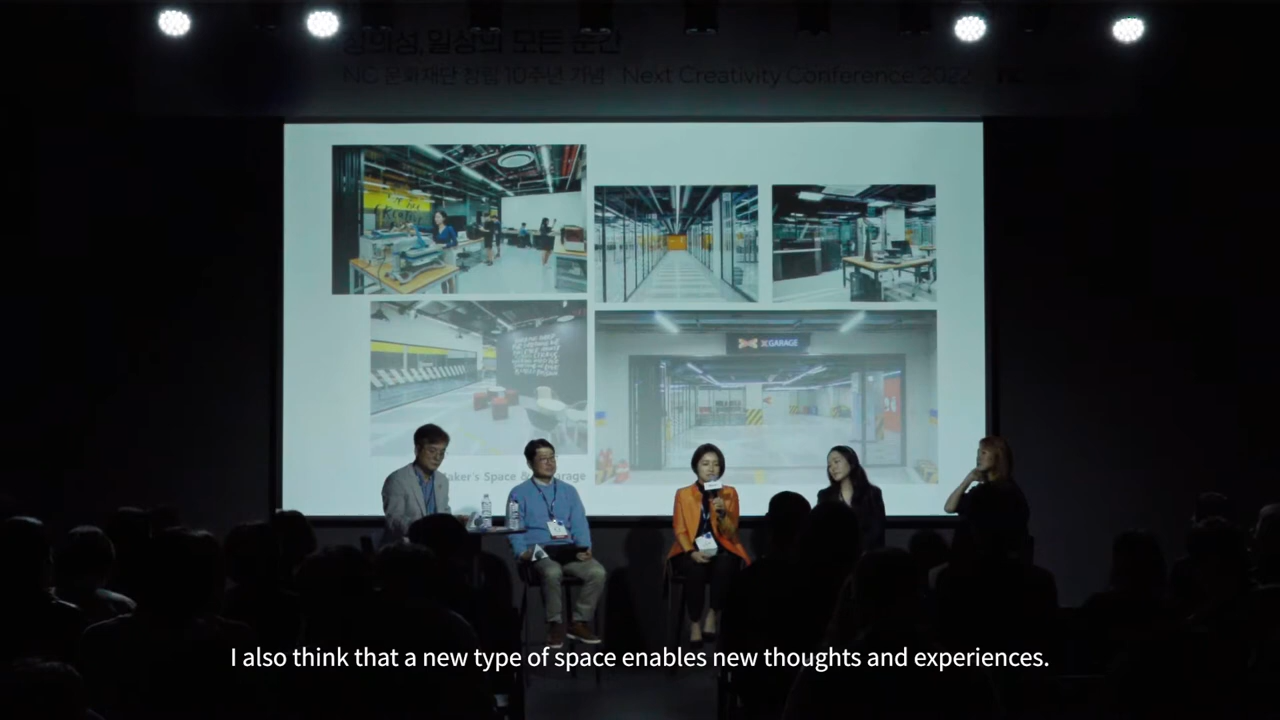 창의성, 일상의 모든 순간
NC 문화재단 창립 10주년 기념 Next Creativity Conference 2022
XGARAGE
aker's Space & arage
I also think that a new type of space enables new thoughts and experiences.